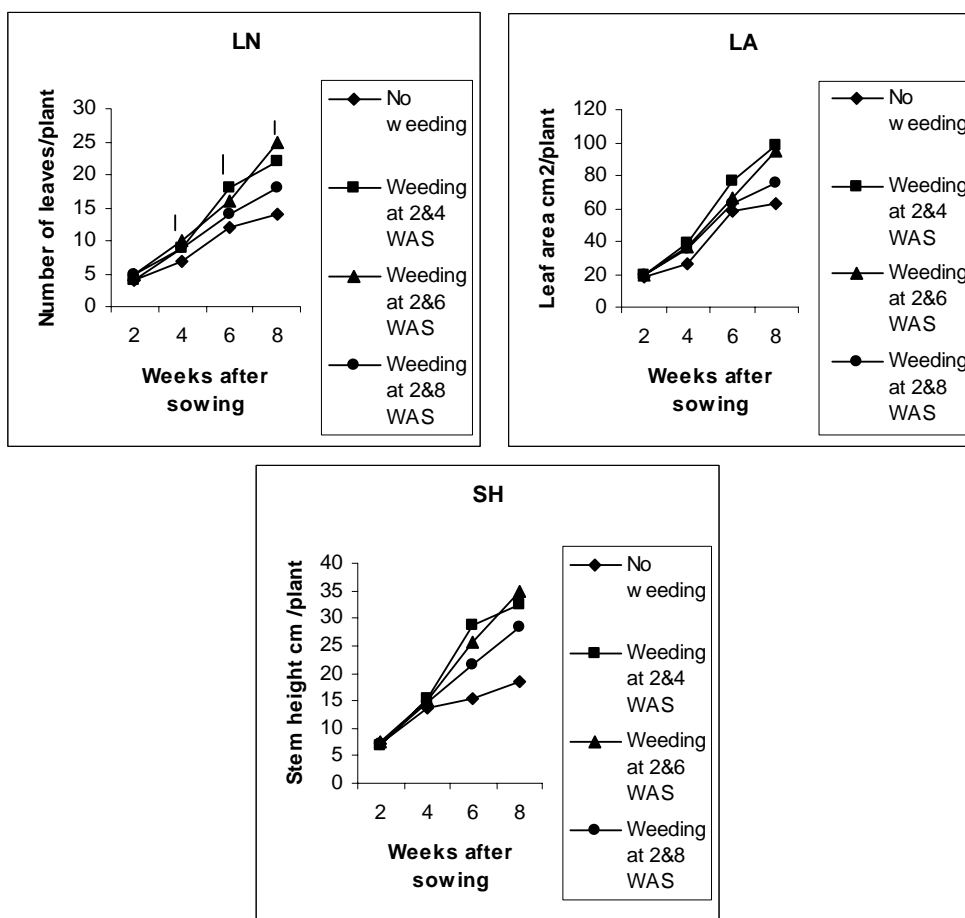 LN
Number of leaves/plant
30
25
20
15
10
5
0
2 4 6 8
Weeks after
sowing
No
weeding
Weeding
at 2&4
WAS
Weeding
at 2&6
WAS
Weeding
at 2&8
WAS
LA
Leaf area cm2/plant
120
100
80
60
40
20
0
2 4 6 8
Weeks after
sowing
No
weeding
Weeding
at 2&4
WAS
Weeding
at 2&6
WAS
Weeding
at 2&8
WAS
SH
Stem height cm /plant
40
35
30
25
20
15
10
5
0
2 4 6 8
Weeks after
sowing
No
weeding
Weeding
at 2&4
WAS
Weeding
at 2&6
WAS
Weeding
at 2&8
WAS